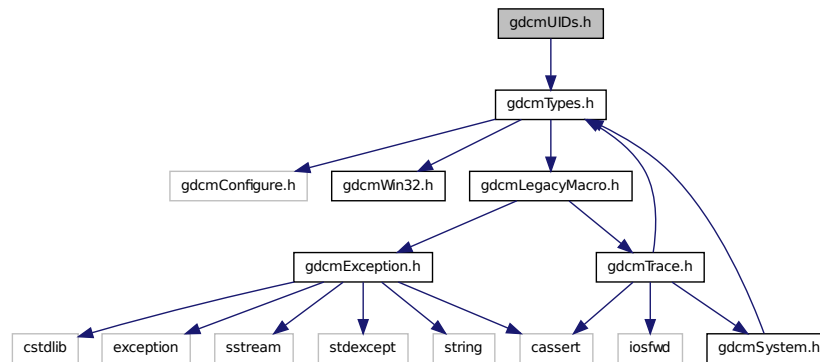 gdcmUIDs.h
gdcmTypes.h
gdcmConfigure.h
gdcmWin32.h
gdcmLegacyMacro.h
gdcmException.h
gdcmTrace.h
cstdlib
exception
sstream
stdexcept
string
cassert
iosfwd
gdcmSystem.h